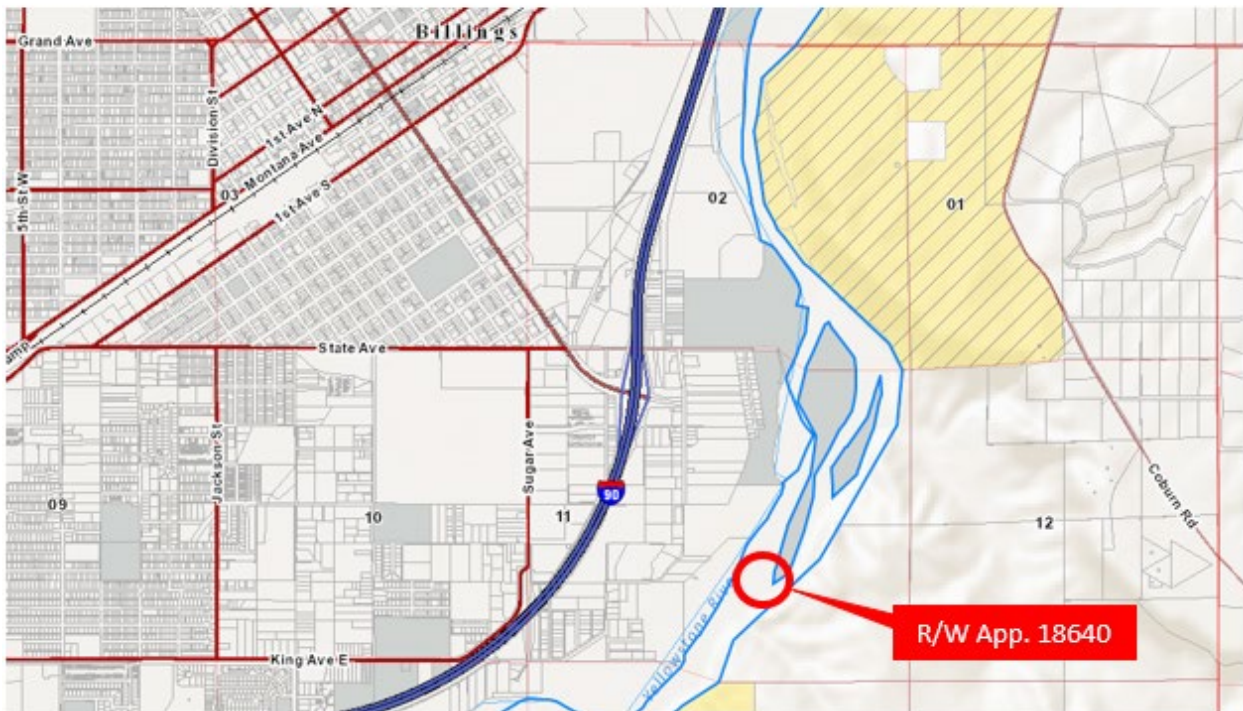 Billings
Grand Ave
Division St
1st Ave N
Montana Ave
5th St W
03
1st Ave S
02
01
State Ave
Jackson St
Sugar Ave
90
Coburn Rd
09
10
11
12
Yellowstone River
R/W App. 18640
King Ave E